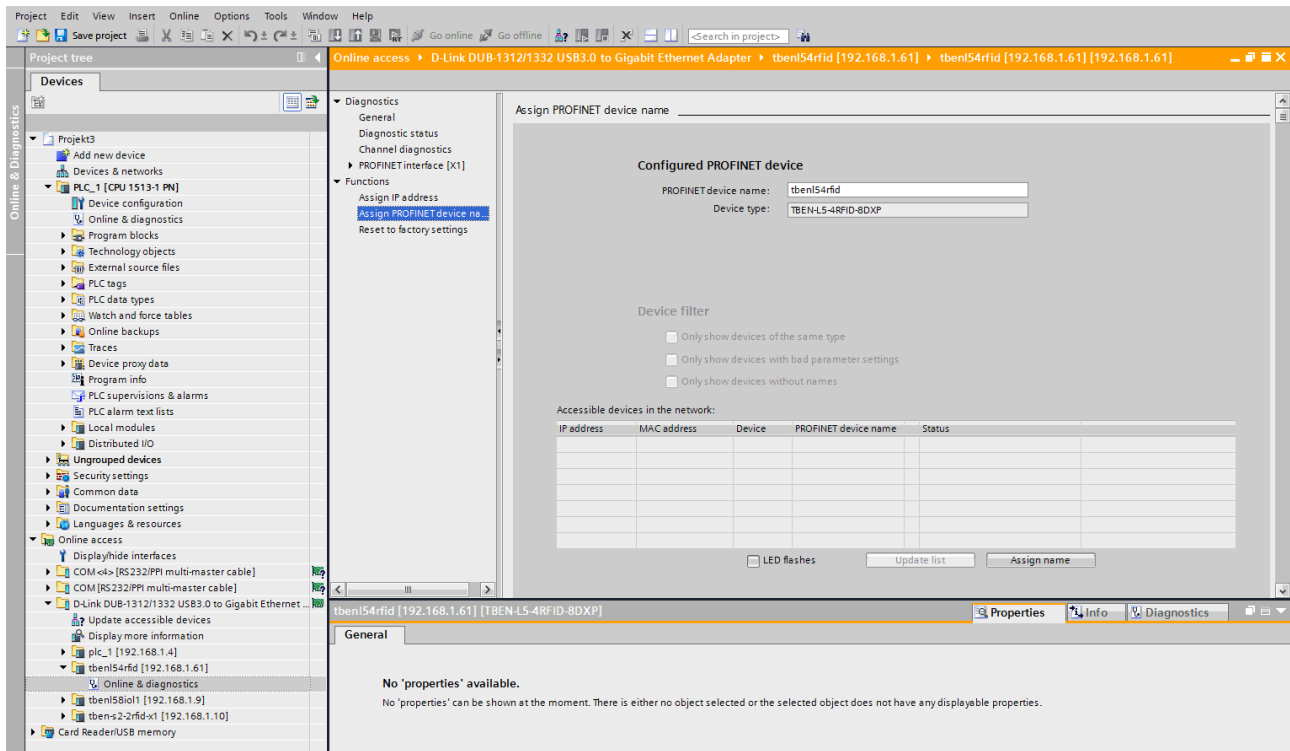 Project Edit View Insert Online Options Tools Window Help
Save project Go online Go offline <Search in project>
Project tree
Online access D-Link DUB-1312/1332 USB3.0 to Gigabit Ethernet Adapter tbenl54rfid [192.168.1.61] tbenl54rfid [192.168.1.61] [192.168.1.61]
Devices
Online & Diagnostics
Projekt3
Add new device
Devices & networks
PLC_1 [CPU 1513-1 PN]
Device configuration
Online & diagnostics
Program blocks
Technology objects
External source files
PLC tags
PLC data types
Watch and force tables
Online backups
Traces
Device proxy data
Program info
PLC supervisions & alarms
PLC alarm text lists
Local modules
Distributed I/O
Ungrouped devices
Security settings
Common data
Documentation settings
Languages & resources
Online access
Display/hide interfaces
COM <4> [RS232/PPI multi-master cable]
COM [RS232/PPI multi-master cable]
D-Link DUB-1312/1332 USB3.0 to Gigabit Ethernet ...
Update accessible devices
Display more information
plc_1 [192.168.1.4]
tbenl54rfid [192.168.1.61]
Online & diagnostics
tbenl58iol1 [192.168.1.9]
tben-s2-2rfid-x1 [192.168.1.10]
Card Reader/USB memory
Diagnostics
General
Diagnostic status
Channel diagnostics
PROFINET interface [X1]
Functions
Assign IP address
Assign PROFINET device na...
Reset to factory settings
Assign PROFINET device name
Configured PROFINET device
PROFINET device name: tbenl54rfid
Device type: TBEN-L5-4RFID-8DXP
Device filter
Only show devices of the same type
Only show devices with bad parameter settings
Only show devices without names
Accessible devices in the network:
IP address MAC address Device PROFINET device name Status
LED flashes Update list Assign name
tbenl54rfid [192.168.1.61] [TBEN-L5-4RFID-8DXP]
Properties Info Diagnostics
General
No 'properties' available.
No 'properties' can be shown at the moment. There is either no object selected or the selected object does not have any displayable properties.